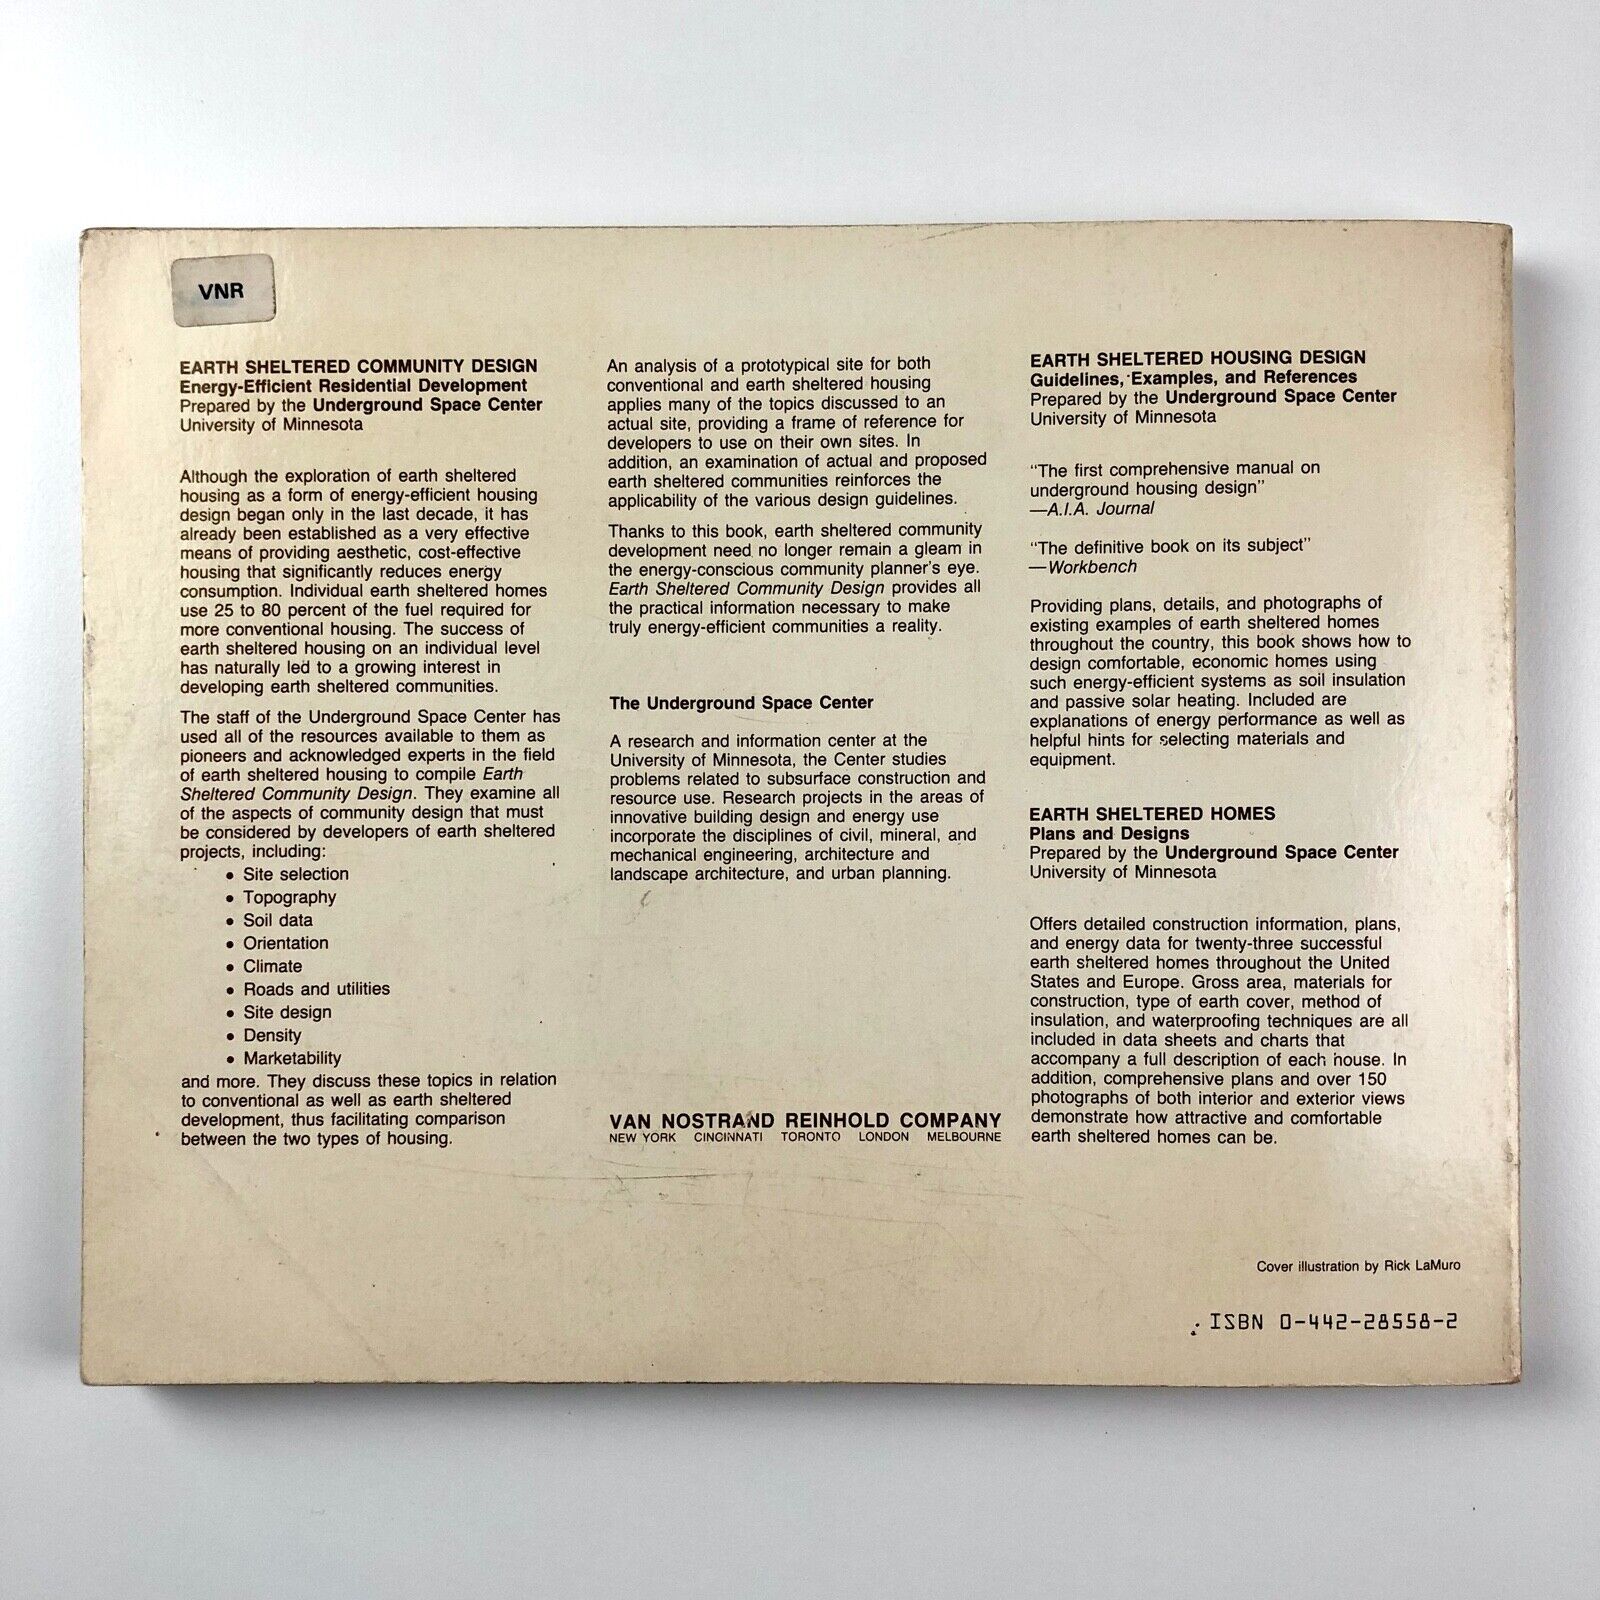 VNR
EARTH SHELTERED COMMUNITY DESIGN
Energy-Efficient Residential Development
Prepared by the Underground Space Center
University of Minnesota
Although the exploration of earth sheltered
housing as a form of energy-efficient housing
design began only in the last decade, it has
already been established as a very effective
means of providing aesthetic, cost-effective
housing that significantly reduces energy
consumption. Individual earth sheltered homes
use 25 to 80 percent of the fuel required for
more conventional housing. The success of
earth sheltered housing on an individual level
has naturally led to a growing interest in
developing earth sheltered communities.
The staff of the Underground Space Center has
used all of the resources available to them as
pioneers and acknowledged experts in the field
of earth sheltered housing to compile Earth
Sheltered Community Design. They examine all
of the aspects of community design that must
be considered by developers of earth sheltered
projects, including:
• Site selection
• Topography
• Soil data
• Orientation
• Climate
• Roads and utilities
• Site design
• Density
• Marketability
and more. They discuss these topics in relation
to conventional as well as earth sheltered
development, thus facilitating comparison
between the two types of housing.
An analysis of a prototypical site for both
conventional and earth sheltered housing
applies many of the topics discussed to an
actual site, providing a frame of reference for
developers to use on their own sites. In
addition, an examination of actual and proposed
earth sheltered communities reinforces the
applicability of the various design guidelines.
Thanks to this book, earth sheltered community
development need no longer remain a gleam in
the energy-conscious community planner's eye.
Earth Sheltered Community Design provides all
the practical information necessary to make
truly energy-efficient communities a reality.
The Underground Space Center
A research and information center at the
University of Minnesota, the Center studies
problems related to subsurface construction and
resource use. Research projects in the areas of
innovative building design and energy use
incorporate the disciplines of civil, mineral, and
mechanical engineering, architecture and
landscape architecture, and urban planning.
VAN NOSTRAND REINHOLD COMPANY
NEW YORK CINCINNATI TORONTO LONDON MELBOURNE
EARTH SHELTERED HOUSING DESIGN
Guidelines, Examples, and References
Prepared by the Underground Space Center
University of Minnesota
"The first comprehensive manual on
underground housing design"
—A.I.A. Journal
"The definitive book on its subject"
—Workbench
Providing plans, details, and photographs of
existing examples of earth sheltered homes
throughout the country, this book shows how to
design comfortable, economic homes using
such energy-efficient systems as soil insulation
and passive solar heating. Included are
explanations of energy performance as well as
helpful hints for selecting materials and
equipment.
EARTH SHELTERED HOMES
Plans and Designs
Prepared by the Underground Space Center
University of Minnesota
Offers detailed construction information, plans,
and energy data for twenty-three successful
earth sheltered homes throughout the United
States and Europe. Gross area, materials for
construction, type of earth cover, method of
insulation, and waterproofing techniques are all
included in data sheets and charts that
accompany a full description of each house. In
addition, comprehensive plans and over 150
photographs of both interior and exterior views
demonstrate how attractive and comfortable
earth sheltered homes can be.
Cover illustration by Rick LaMuro
ISBN 0-442-28558-2